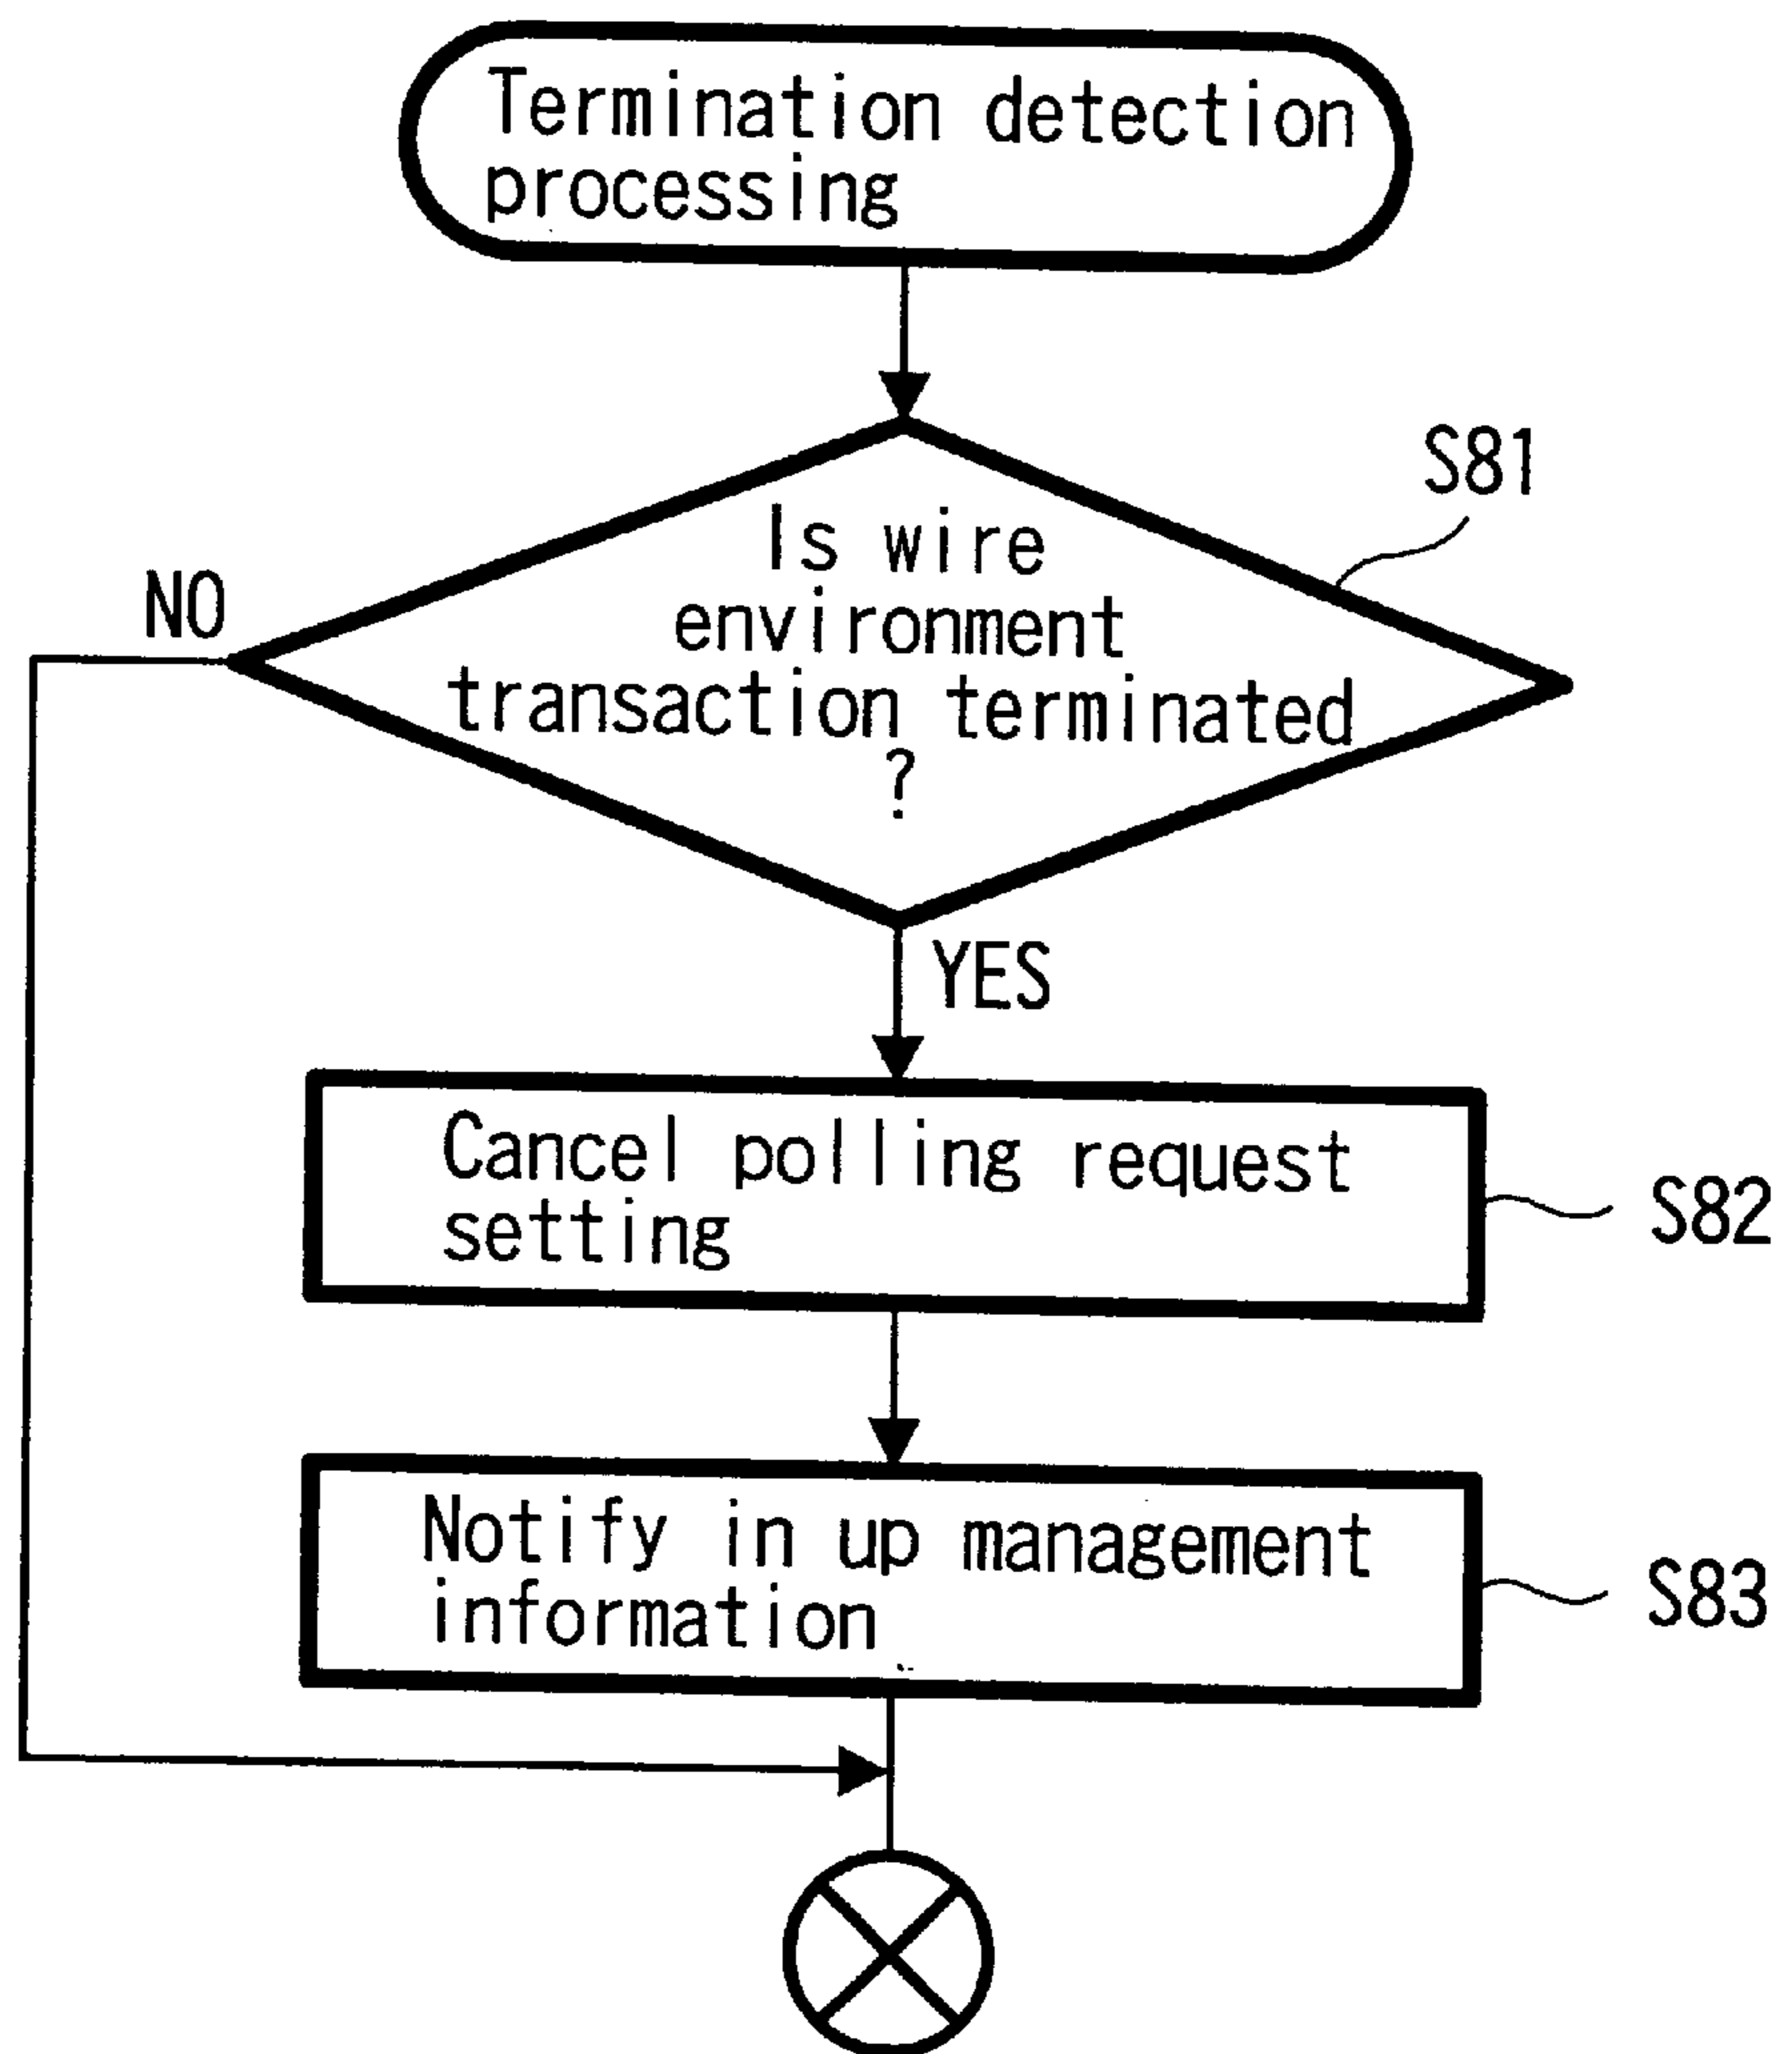 Termination detection
processing
S81
Is wire
environment
transaction terminated
?
NO
YES
Cancel polling request
setting
S82
Notify in up management
information
S83